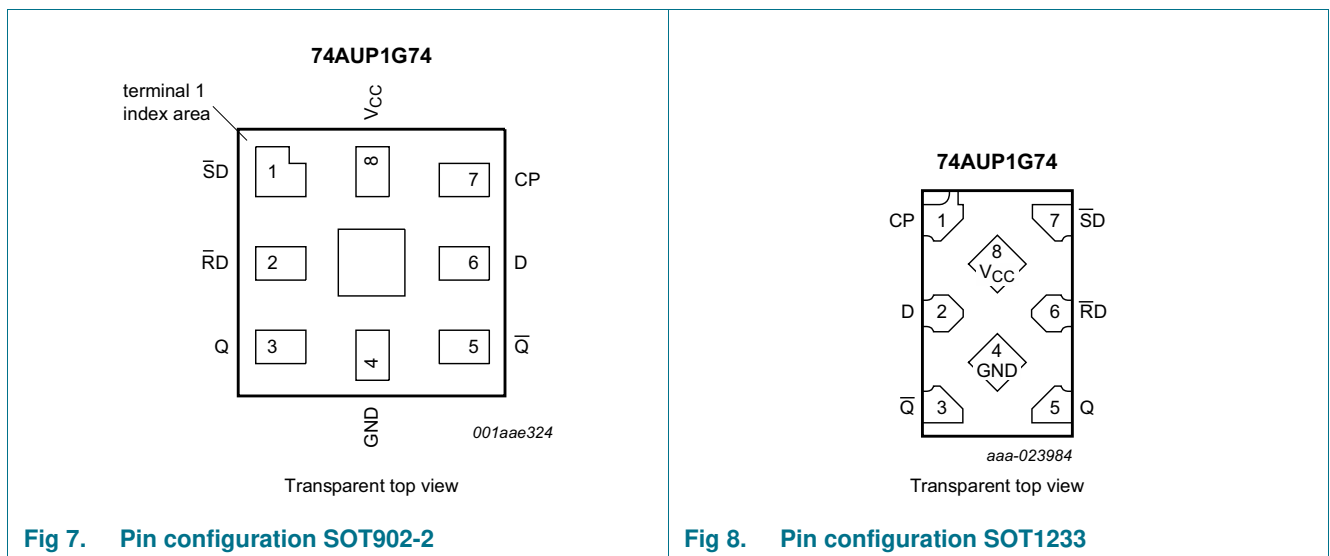 74AUP1G74
terminal 1
index area
VCC
S̅D
1
8
7
CP
R̅D
2
6
D
Q
3
4
5
Q̅
GND
001aae324
Transparent top view
Fig 7. Pin configuration SOT902-2
74AUP1G74
CP
1
7
S̅D
8
VCC
D
2
6
R̅D
4
GND
Q̅
3
5
Q
aaa-023984
Transparent top view
Fig 8. Pin configuration SOT1233